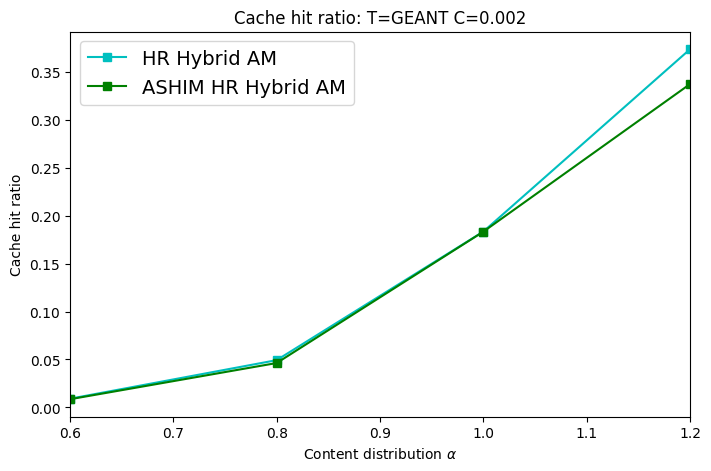 Cache hit ratio: T=GEANT C=0.002
HR Hybrid AM
ASHIM HR Hybrid AM
Cache hit ratio
0.35
0.30
0.25
0.20
0.15
0.10
0.05
0.00
0.6 0.7 0.8 0.9 1.0 1.1 1.2
Content distribution α